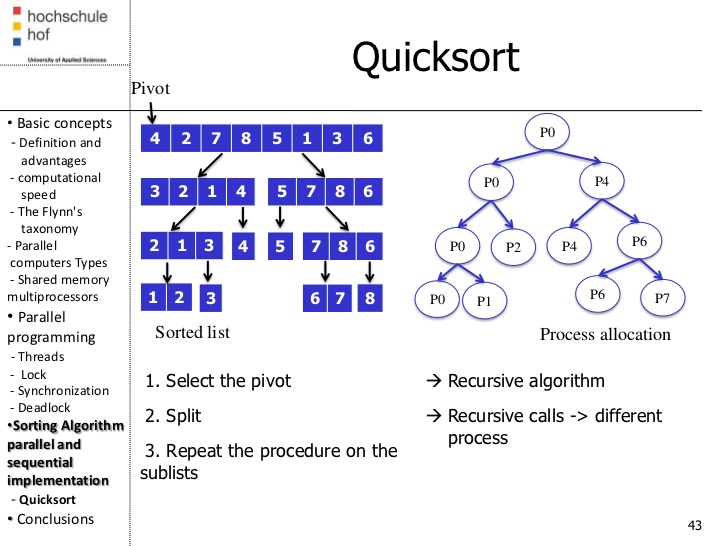 hochschule
hof
University of Applied Sciences
Quicksort
Pivot
• Basic concepts
- Definition and
advantages
- computational
speed
- The Flynn's
taxonomy
- Parallel
computers Types
- Shared memory
multiprocessors
• Parallel
programming
- Threads
- Lock
- Synchronization
- Deadlock
•Sorting Algorithm
parallel and
sequential
implementation
- Quicksort
• Conclusions
4 2 7 8 5 1 3 6
3 2 1 4 5 7 8 6
2 1 3 4 5 7 8 6
1 2 3 6 7 8
Sorted list
P0
P0 P4
P0 P2 P4 P6
P0 P1 P6 P7
Process allocation
1. Select the pivot
2. Split
3. Repeat the procedure on the
sublists
→ Recursive algorithm
→ Recursive calls -> different
process
43